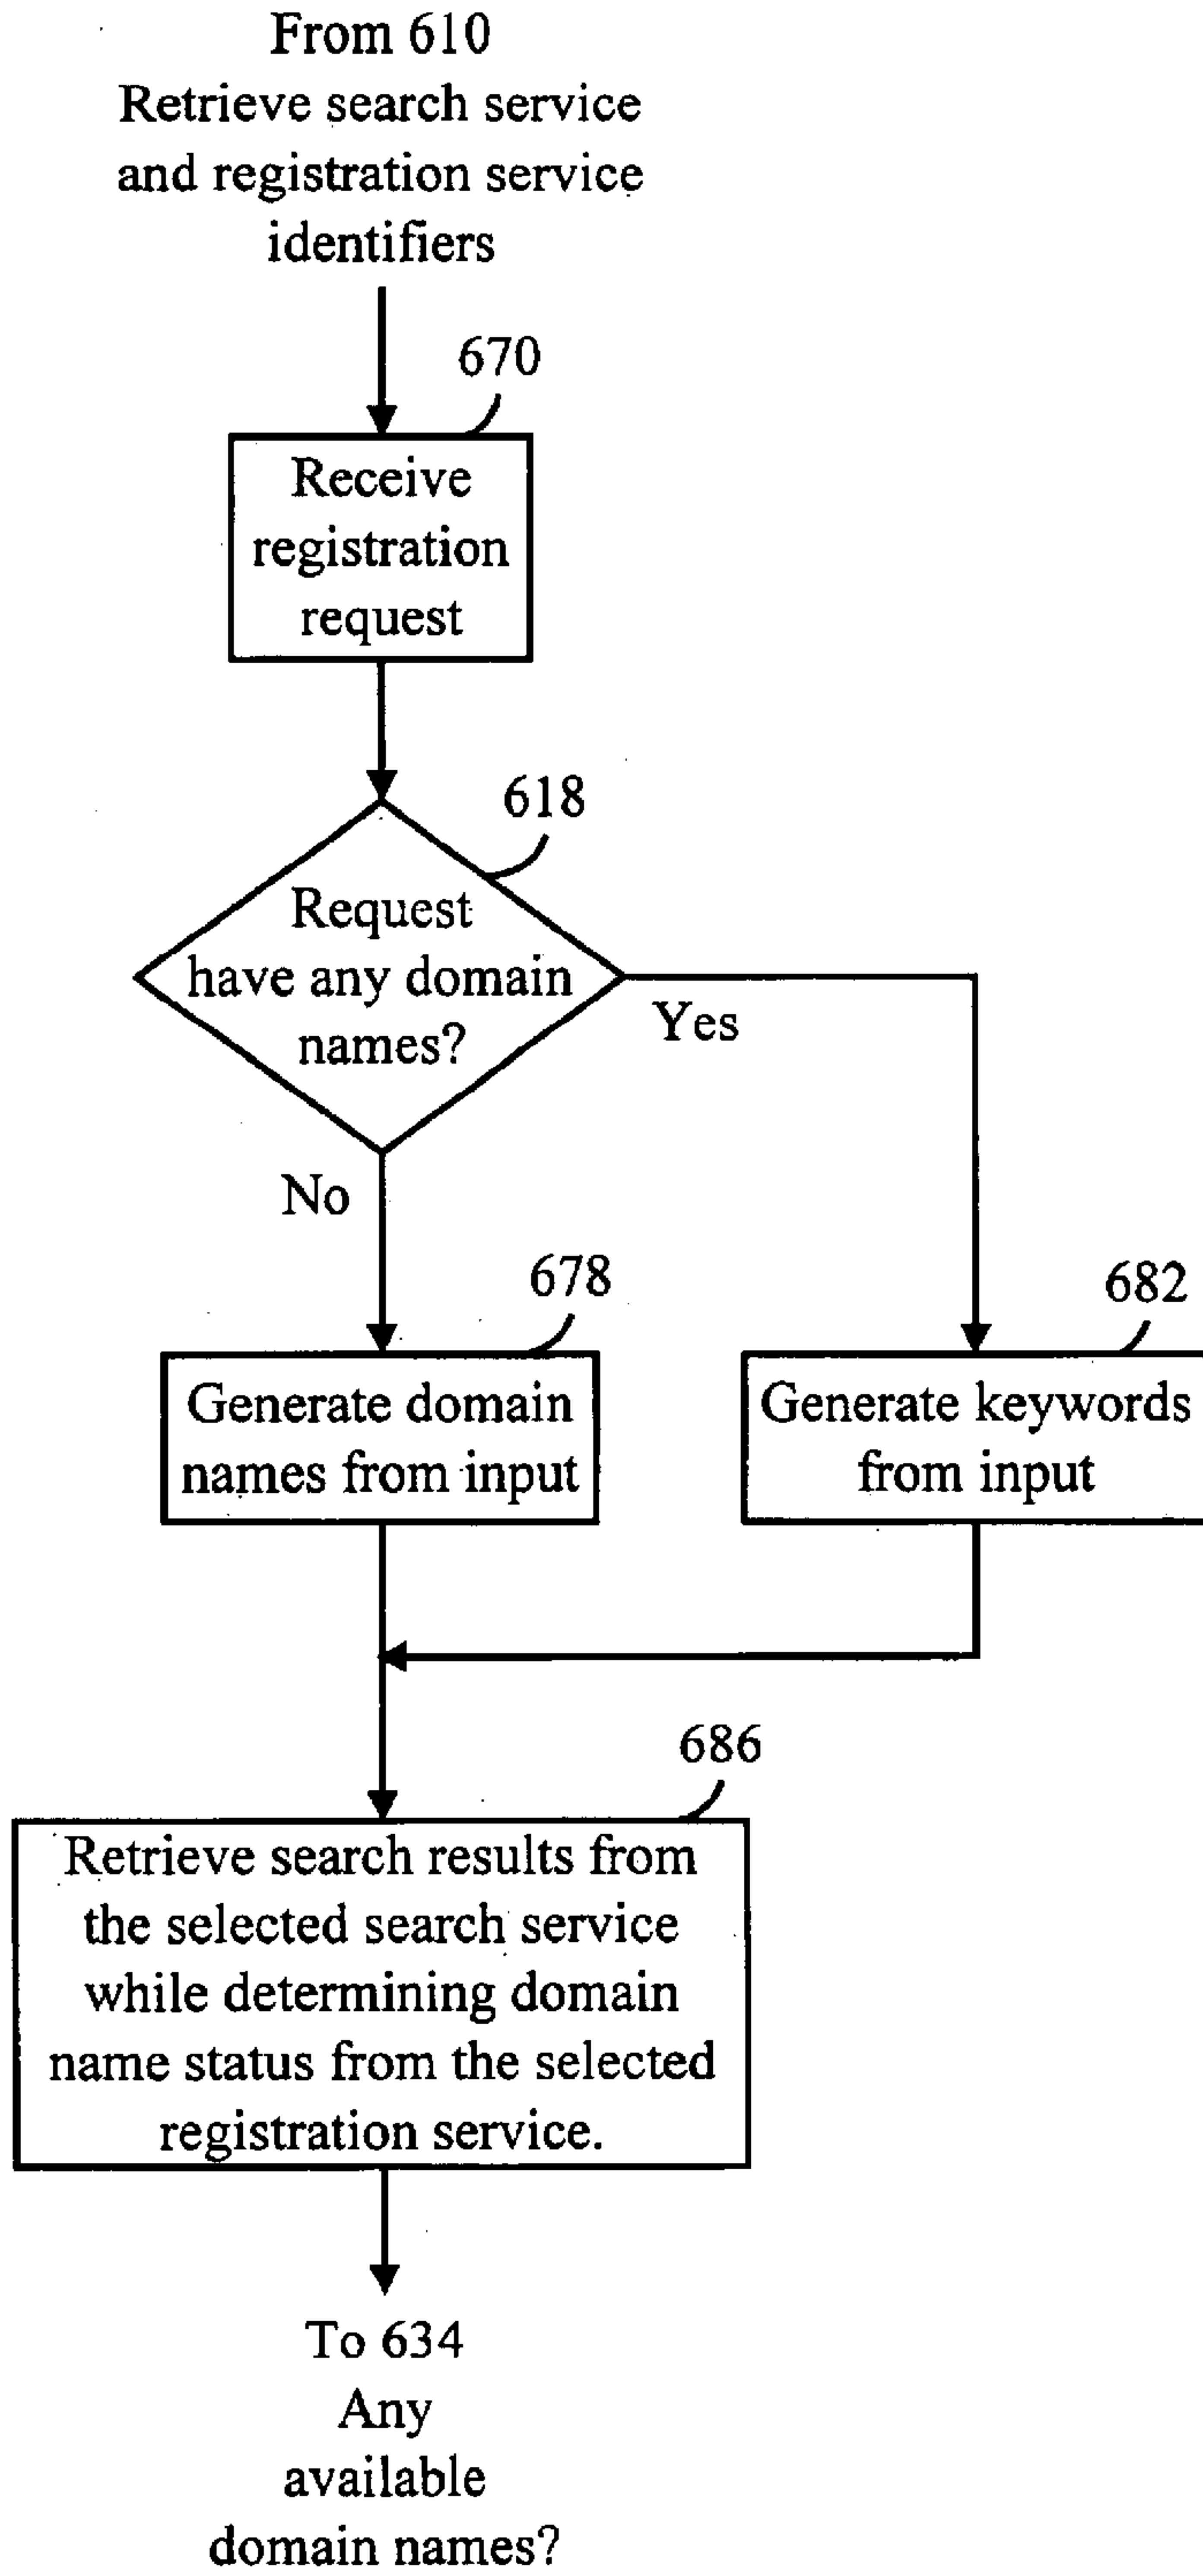 From 610
Retrieve search service
and registration service
identifiers
670
Receive
registration
request
618
Request
have any domain
names?
Yes
No
678
682
Generate domain
names from input
Generate keywords
from input
686
Retrieve search results from
the selected search service
while determining domain
name status from the selected
registration service.
To 634
Any
available
domain names?